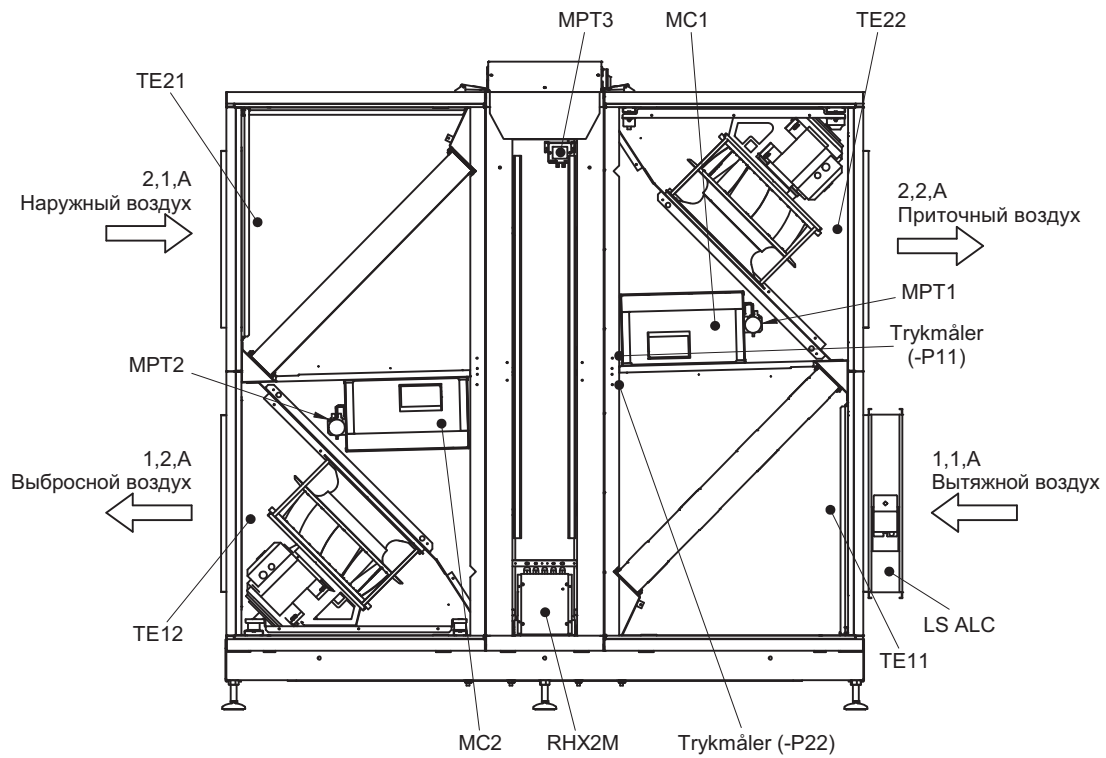 MPT3
MC1
TE22
TE21
2,1,A
Наружный воздух
2,2,A
Приточный воздух
MPT1
Trykmåler
(-P11)
MPT2
1,2,A
Выбросной воздух
1,1,A
Вытяжной воздух
TE12
LS ALC
TE11
MC2
RHX2M
Trykmåler (-P22)